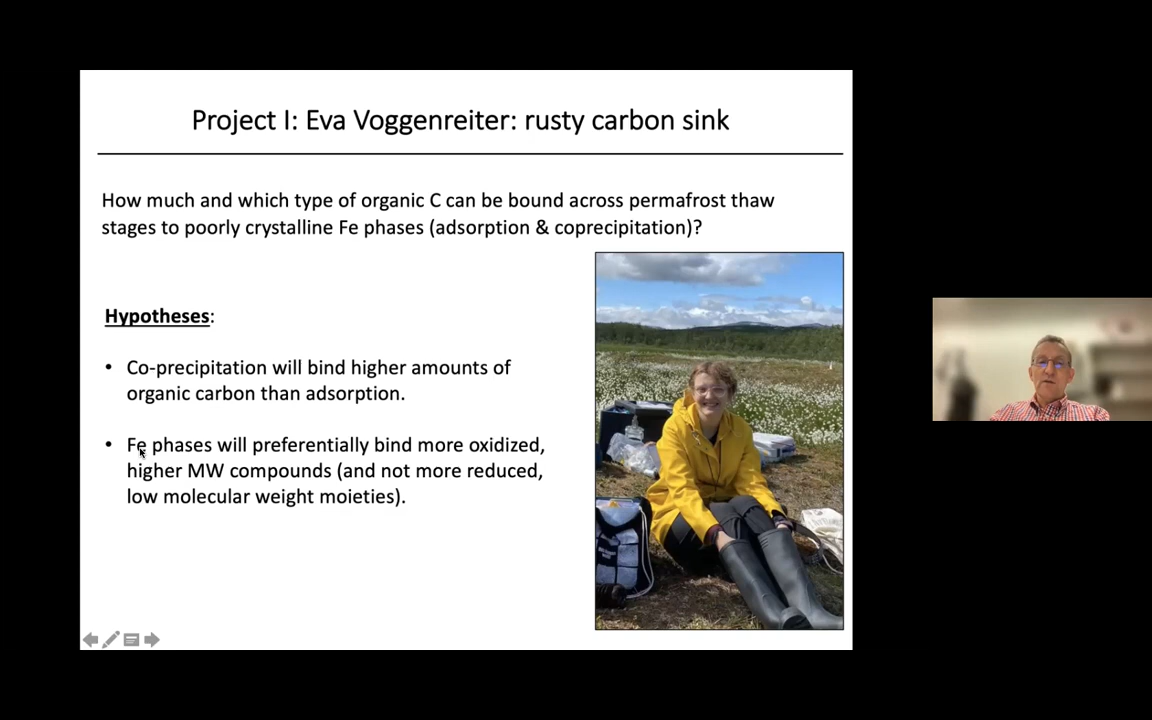 Project I: Eva Voggenreiter: rusty carbon sink
How much and which type of organic C can be bound across permafrost thaw
stages to poorly crystalline Fe phases (adsorption & coprecipitation)?
Hypotheses:
• Co-precipitation will bind higher amounts of
organic carbon than adsorption.
• Fe phases will preferentially bind more oxidized,
higher MW compounds (and not more reduced,
low molecular weight moieties).